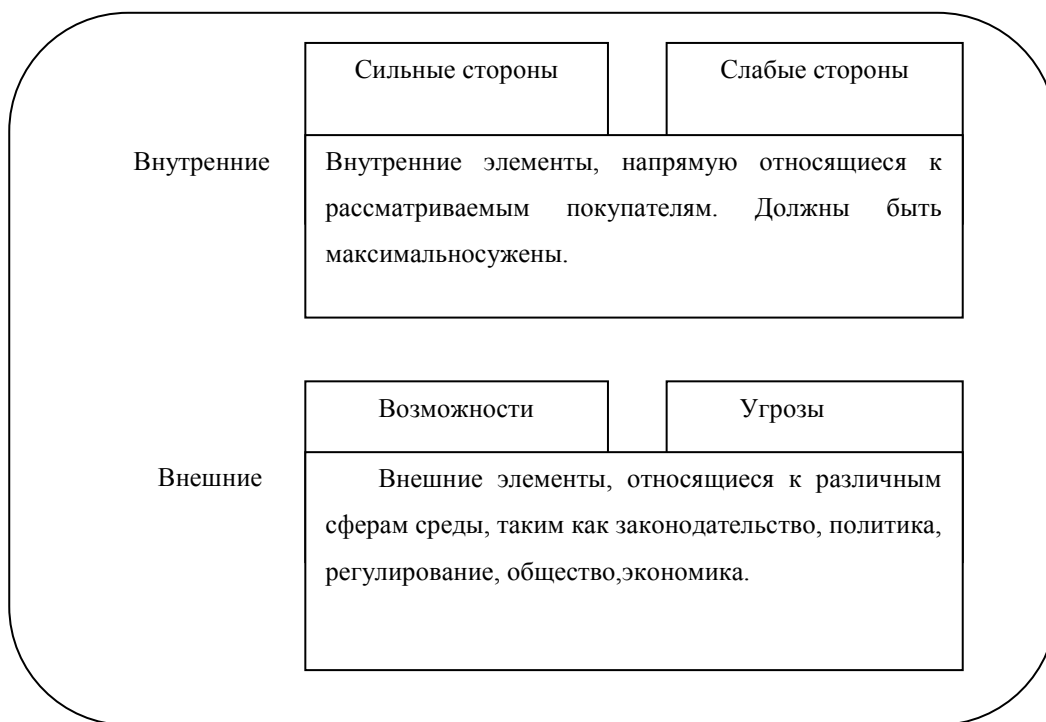 Сильные стороны
Слабые стороны
Внутренние
Внутренние элементы, напрямую относящиеся к
рассматриваемым покупателям. Должны быть
максимальносужены.
Возможности
Угрозы
Внешние
Внешние элементы, относящиеся к различным
сферам среды, таким как законодательство, политика,
регулирование, общество,экономика.